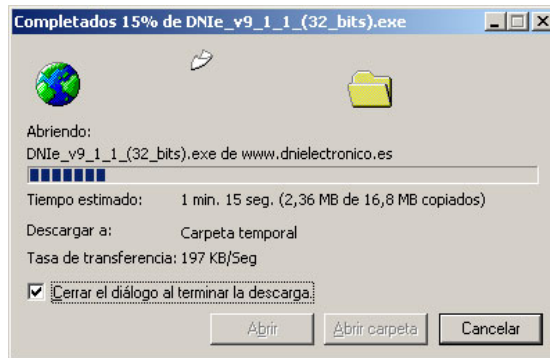 Completados 15% de DNIe_v9_1_1_(32_bits).exe
Abriendo:
DNIe_v9_1_1_(32_bits).exe de www.dnielectronico.es
Tiempo estimado: 1 min. 15 seg. (2,36 MB de 16,8 MB copiados)
Descargar a: Carpeta temporal
Tasa de transferencia: 197 KB/Seg
Cerrar el diálogo al terminar la descarga.
Abrir Abrir carpeta Cancelar